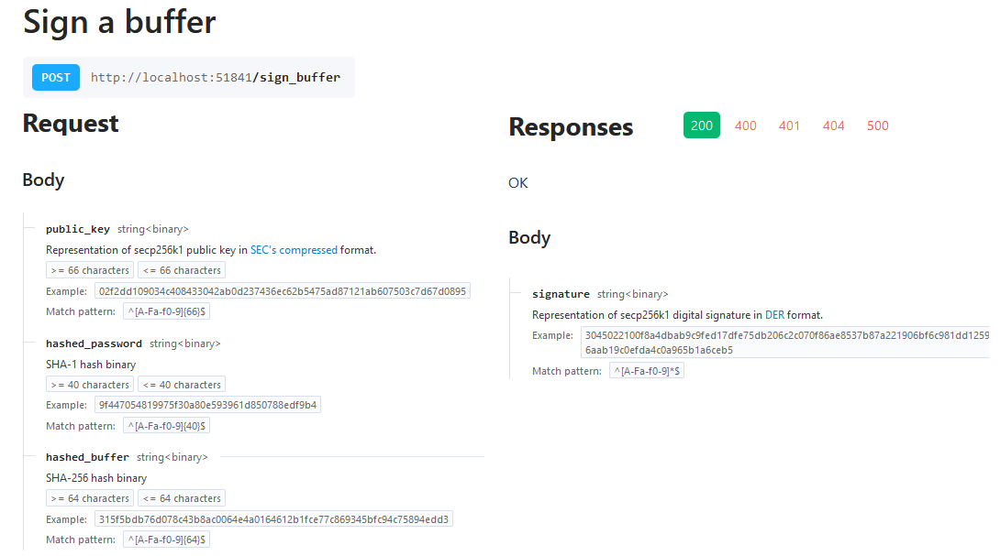 Sign a buffer
POST http://localhost:51841/sign_buffer
Request
Body
public_key string<binary>
Representation of secp256k1 public key in SEC's compressed format.
>= 66 characters <= 66 characters
Example: 02f2dd109034c408433042ab0d237436ec62b5475ad87121ab607503c7d67d0895
Match pattern: ^[A-Fa-f0-9]{66}$
hashed_password string<binary>
SHA-1 hash binary
>= 40 characters <= 40 characters
Example: 9f447054819975f30a80e593961d850788edf9b4
Match pattern: ^[A-Fa-f0-9]{40}$
hashed_buffer string<binary>
SHA-256 hash binary
>= 64 characters <= 64 characters
Example: 315f5bdb76d078c43b8ac0064e4a0164612b1fce77c869345bfc94c75894edd3
Match pattern: ^[A-Fa-f0-9]{64}$
Responses 200 400 401 404 500
OK
Body
signature string<binary>
Representation of secp256k1 digital signature in DER format.
Example: 3045022100f8a4dbab9c9fed17dfe75db206c2c070f86ae8537b87a221906bf6c981dd1259
6aab19c0efda4c0a965b1a6ceb5
Match pattern: ^[A-Fa-f0-9]*$